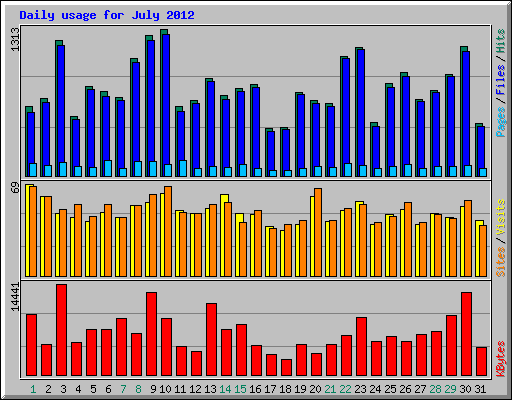 Daily usage for July 2012
1313
69
14441
Pages / Files / Hits
Sites / Visits
KBytes
1 2 3 4 5 6 7 8 9 10 11 12 13 14 15 16 17 18 19 20 21 22 23 24 25 26 27 28 29 30 31